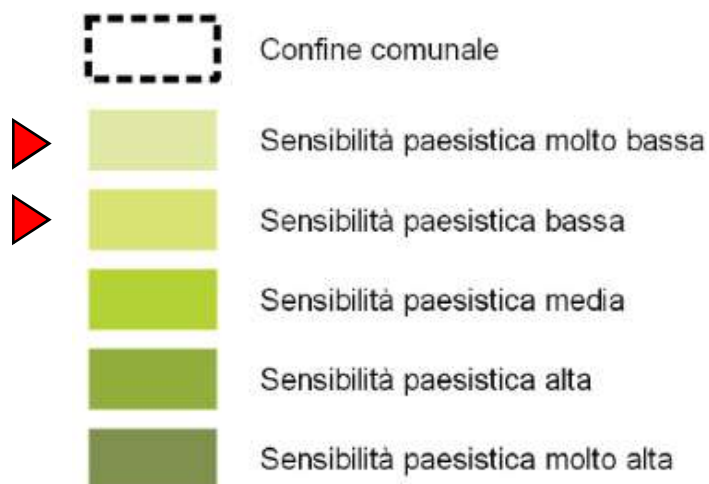 Confine comunale
Sensibilità paesistica molto bassa
Sensibilità paesistica bassa
Sensibilità paesistica media
Sensibilità paesistica alta
Sensibilità paesistica molto alta